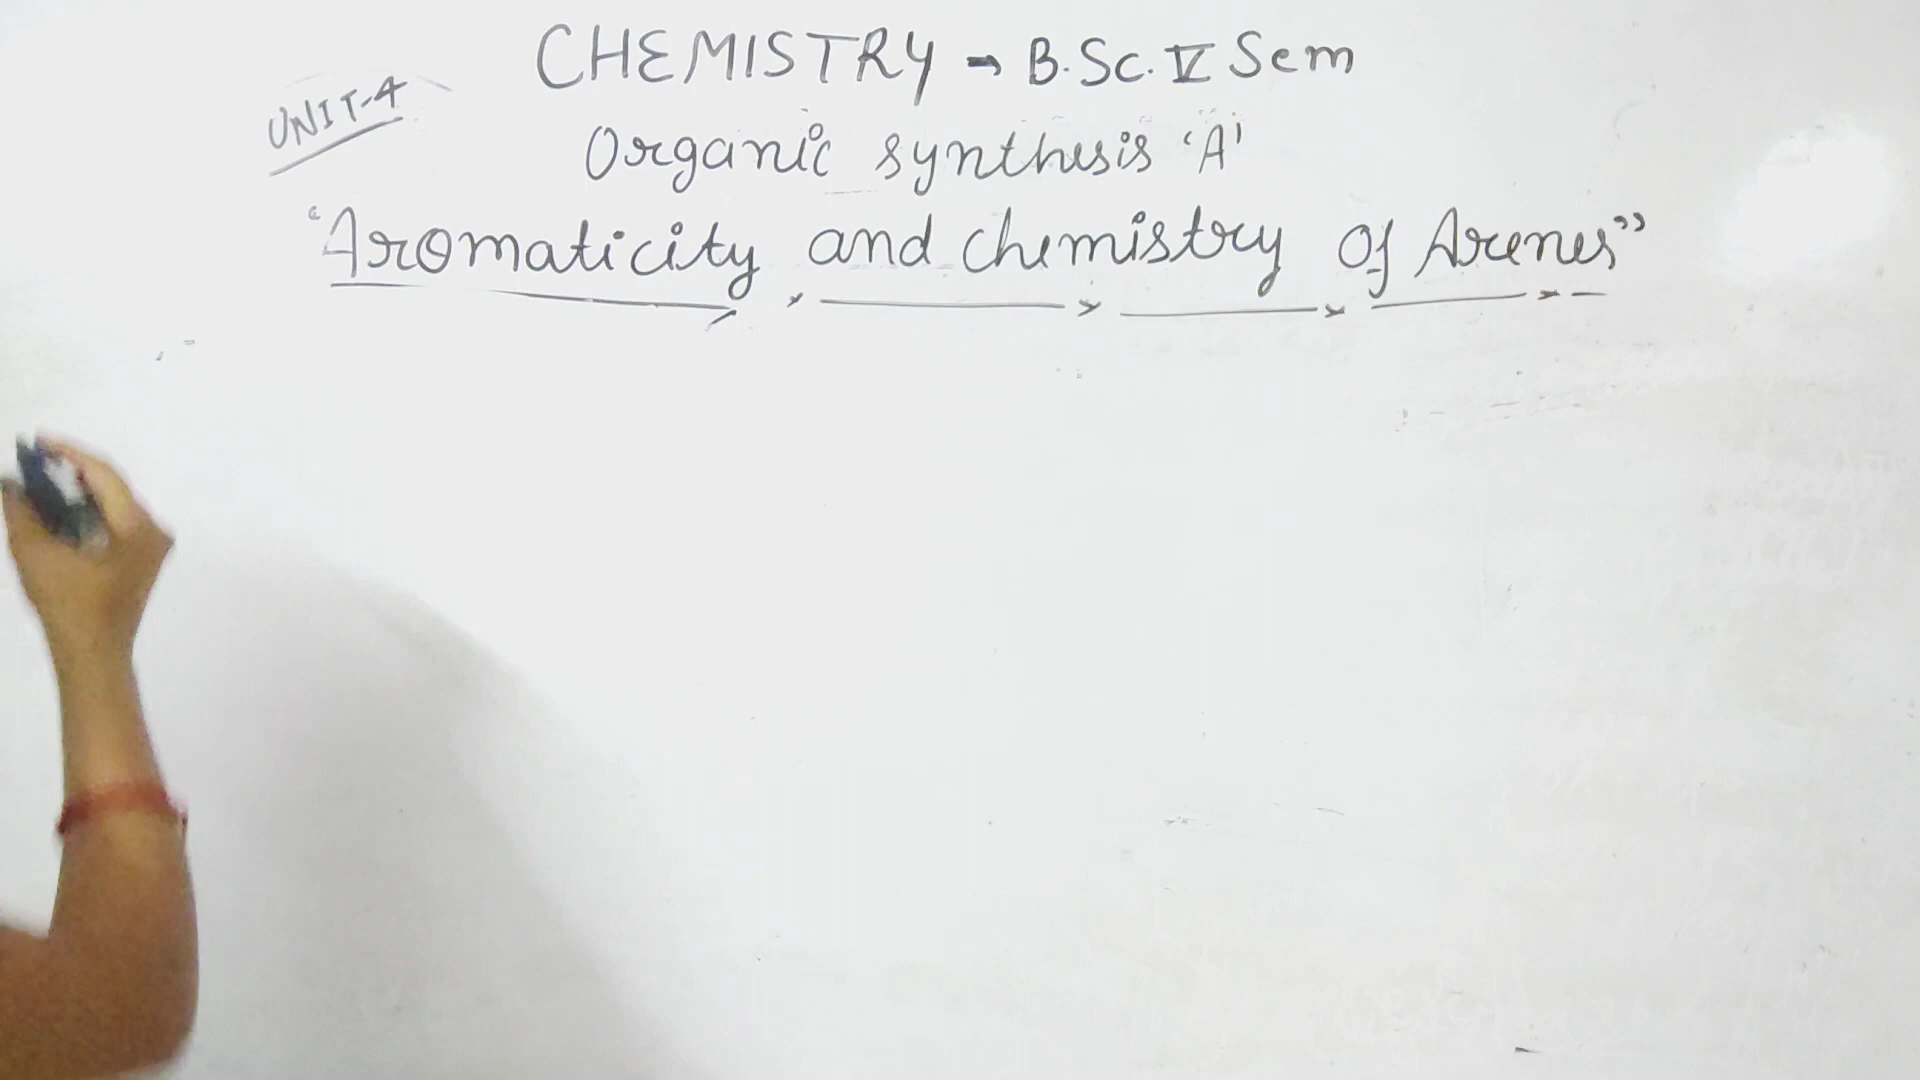 CHEMISTRY → B.Sc. V Sem
UNIT-4
Organic synthesis 'A'
"Aromaticity and chemistry of Arenes"